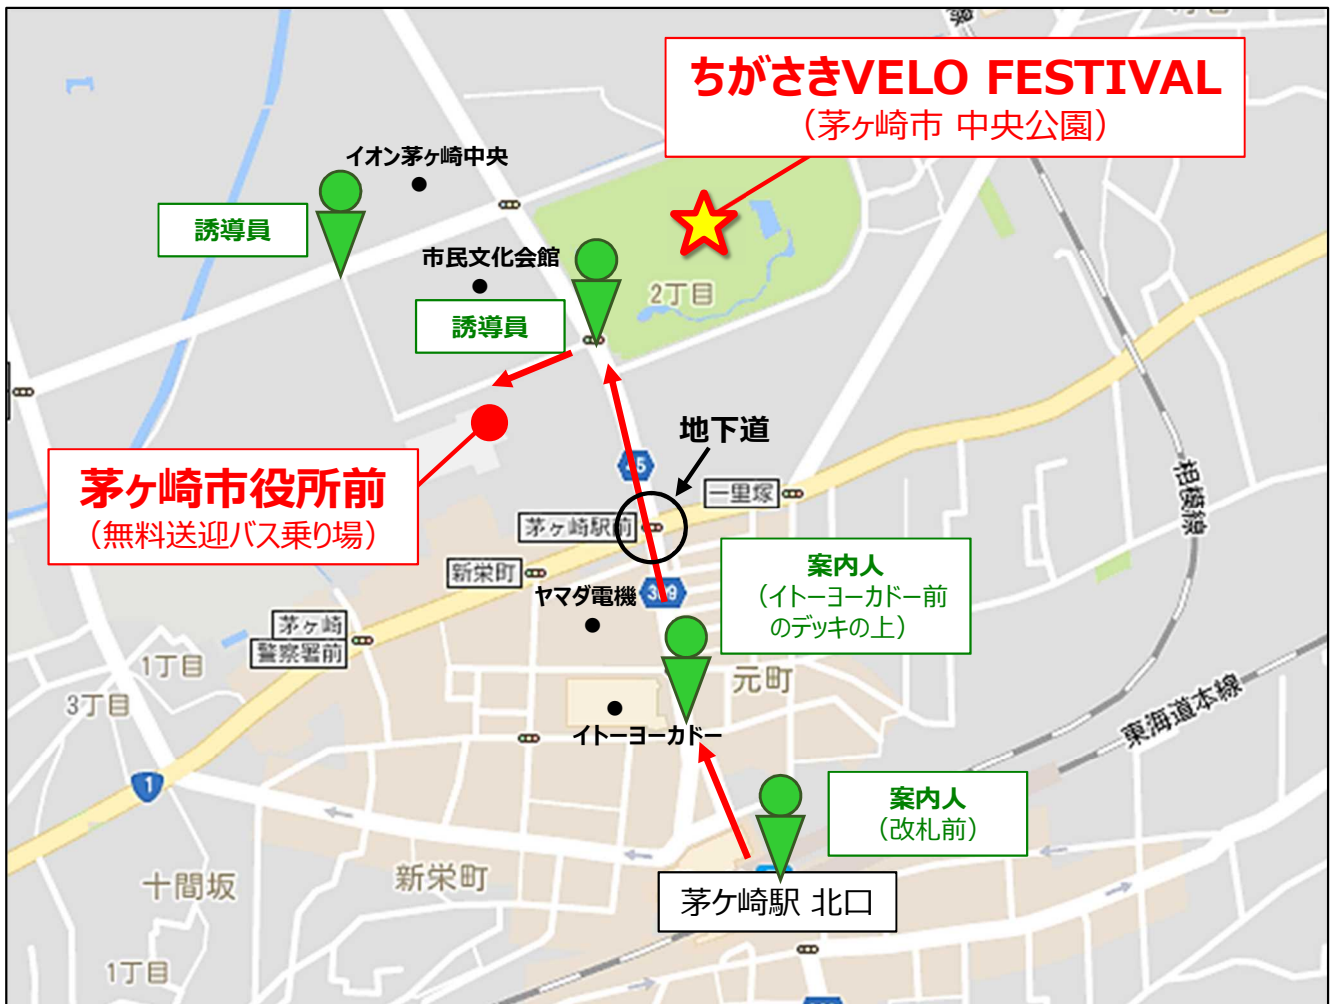 ちがさきVELO FESTIVAL
（茅ヶ崎市 中央公園）
イオン茅ヶ崎中央
誘導員
市民文化会館
2丁目
誘導員
地下道
45
茅ヶ崎市役所前
（無料送迎バス乗り場）
一里塚
茅ヶ崎駅前
相模線
新栄町
案内人
（イトーヨーカドー前
のデッキの上）
ヤマダ電機
309
茅ヶ崎
警察署前
1丁目
元町
3丁目
イトーヨーカドー
東海道本線
1
案内人
（改札前）
新栄町
十間坂
茅ケ崎駅 北口
1丁目